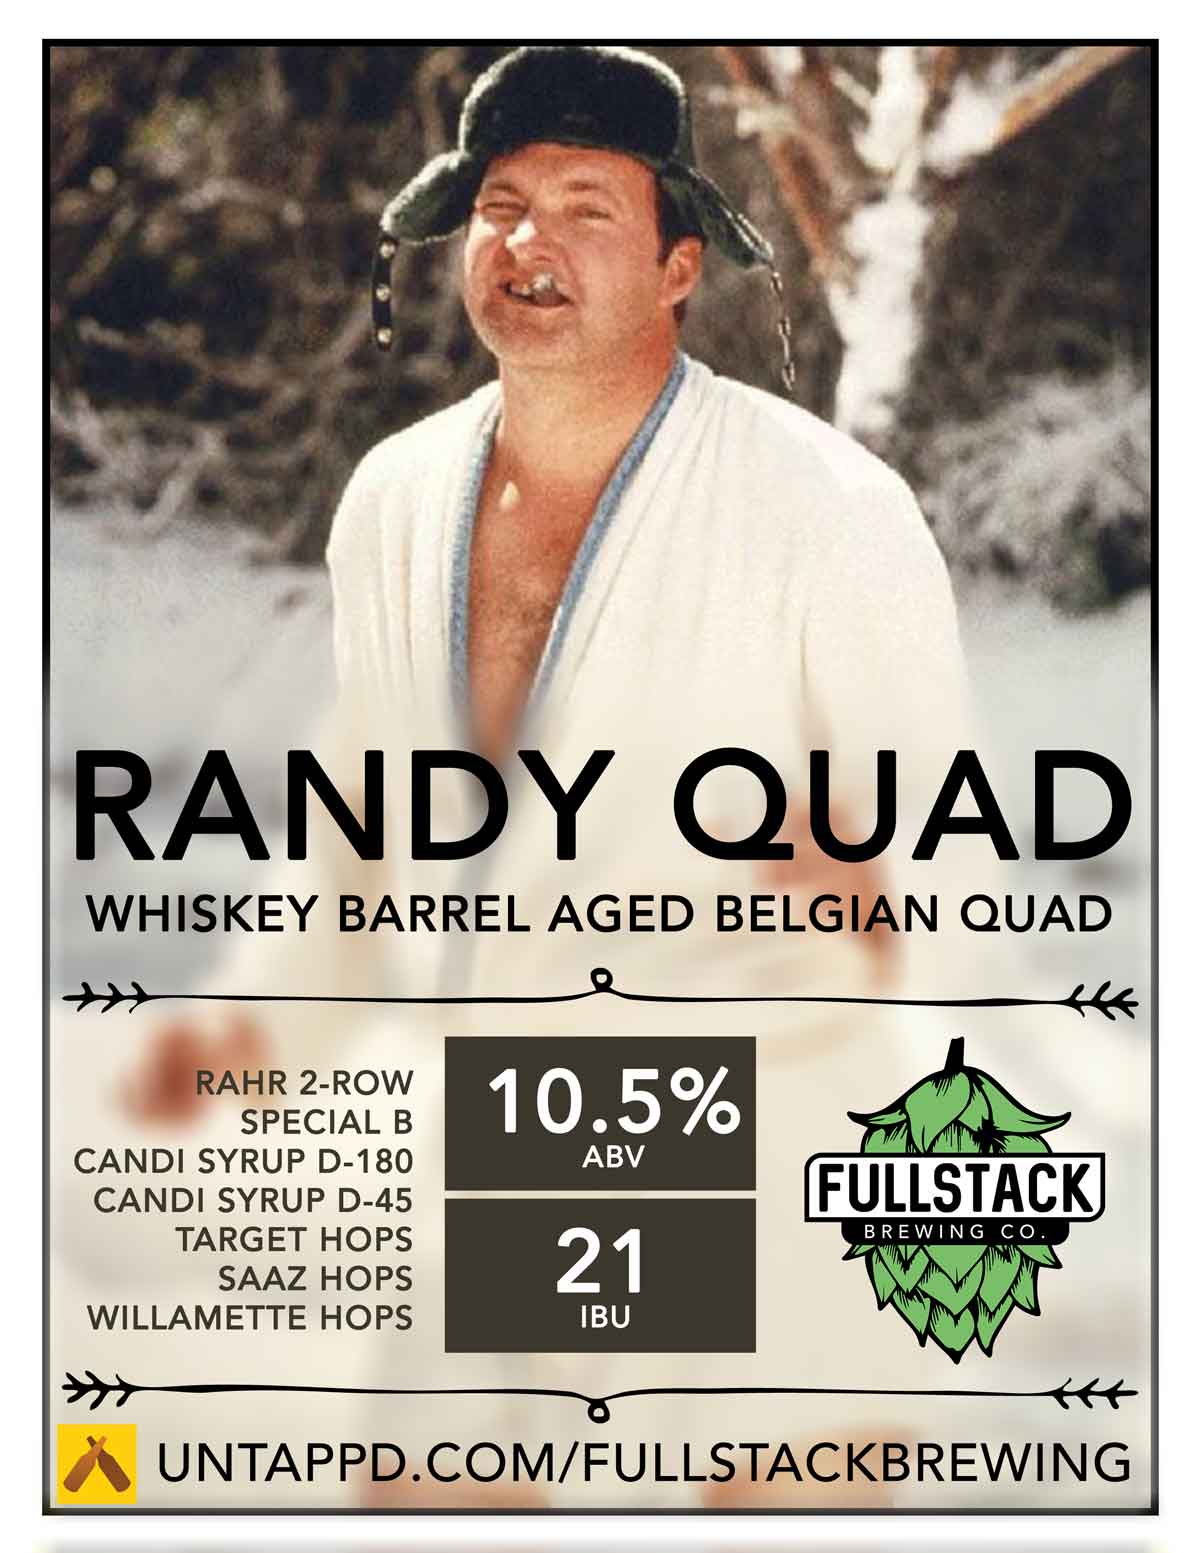 RANDY QUAD
WHISKEY BARREL AGED BELGIAN QUAD
RAHR 2-ROW
SPECIAL B
CANDI SYRUP D-180
CANDI SYRUP D-45
TARGET HOPS
SAAZ HOPS
WILLAMETTE HOPS
10.5%
ABV
21
IBU
FULLSTACK
BREWING CO.
UNTAPPD.COM/FULLSTACKBREWING